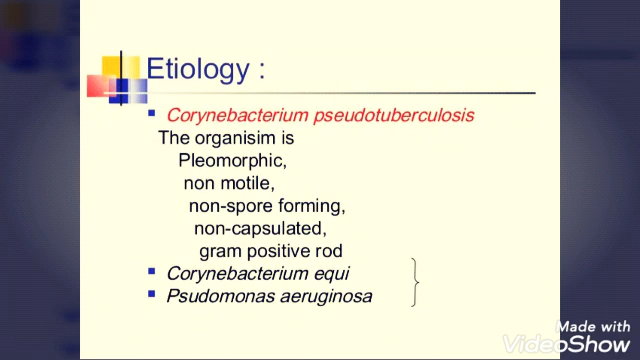 Etiology :
Corynebacterium pseudotuberculosis
The organisim is
Pleomorphic,
non motile,
non-spore forming,
non-capsulated,
gram positive rod
Corynebacterium equi
Psudomonas aeruginosa
Made with
VideoShow